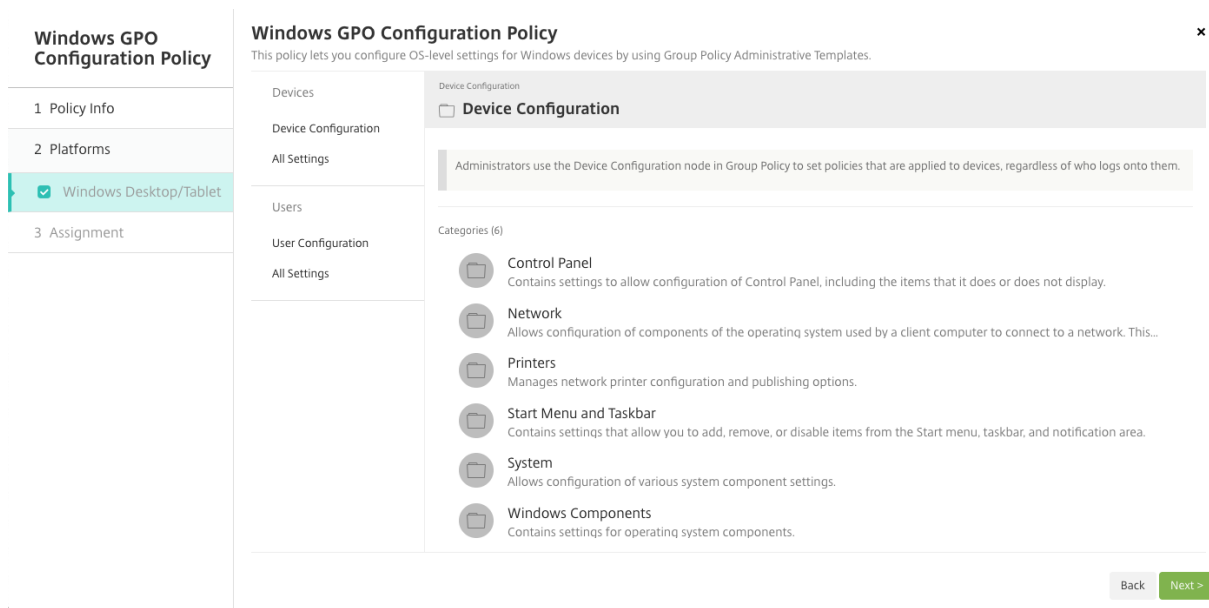 Windows GPO
Configuration Policy
1 Policy Info
2 Platforms
Windows Desktop/Tablet
3 Assignment
Windows GPO Configuration Policy
This policy lets you configure OS-level settings for Windows devices by using Group Policy Administrative Templates.
Devices
Device Configuration
All Settings
Users
User Configuration
All Settings
Device Configuration
Device Configuration
Administrators use the Device Configuration node in Group Policy to set policies that are applied to devices, regardless of who logs onto them.
Categories (6)
Control Panel
Contains settings to allow configuration of Control Panel, including the items that it does or does not display.
Network
Allows configuration of components of the operating system used by a client computer to connect to a network. This...
Printers
Manages network printer configuration and publishing options.
Start Menu and Taskbar
Contains settings that allow you to add, remove, or disable items from the Start menu, taskbar, and notification area.
System
Allows configuration of various system component settings.
Windows Components
Contains settings for operating system components.
Back
Next >